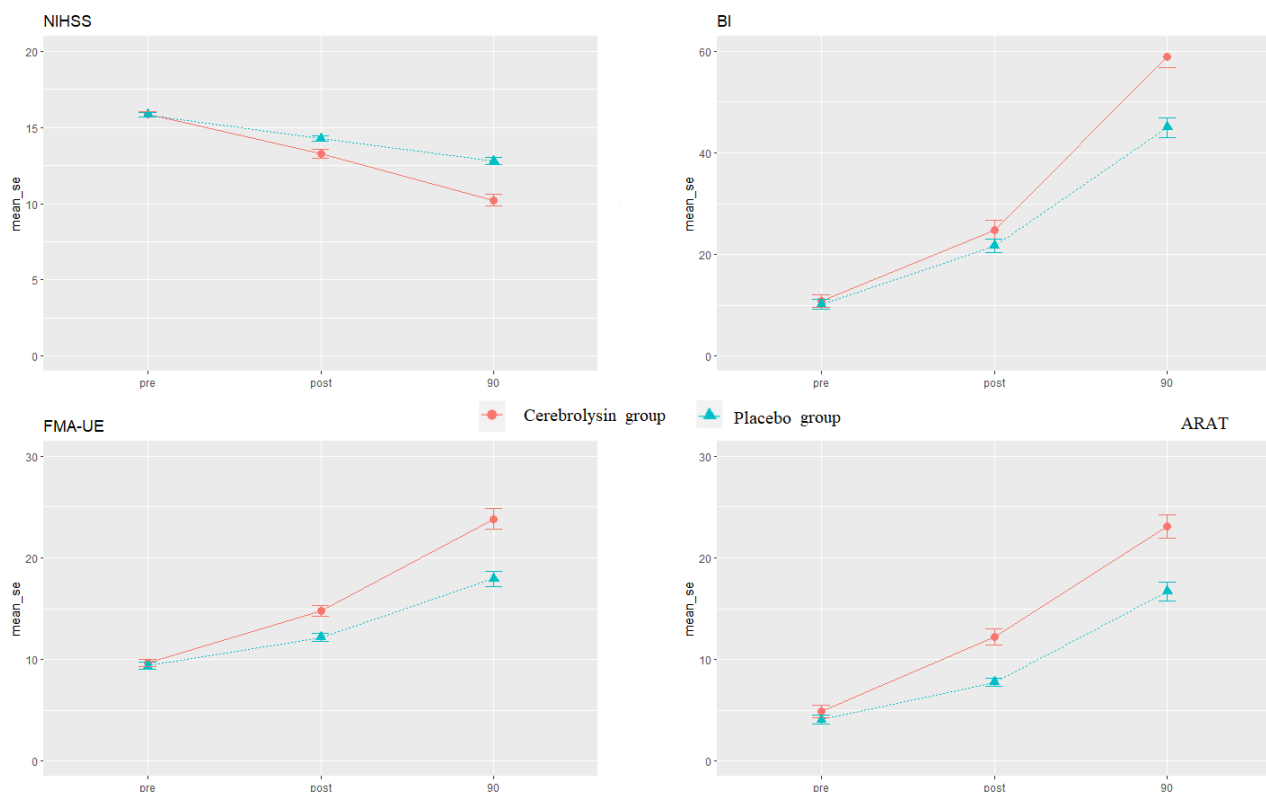 NIHSS
20
15
10
5
0
mean_se
pre post 90
BI
60
40
20
0
mean_se
pre post 90
Cerebrolysin group Placebo group
FMA-UE
30
20
10
0
mean_se
pre post 90
ARAT
30
20
10
0
mean_se
pre post 90